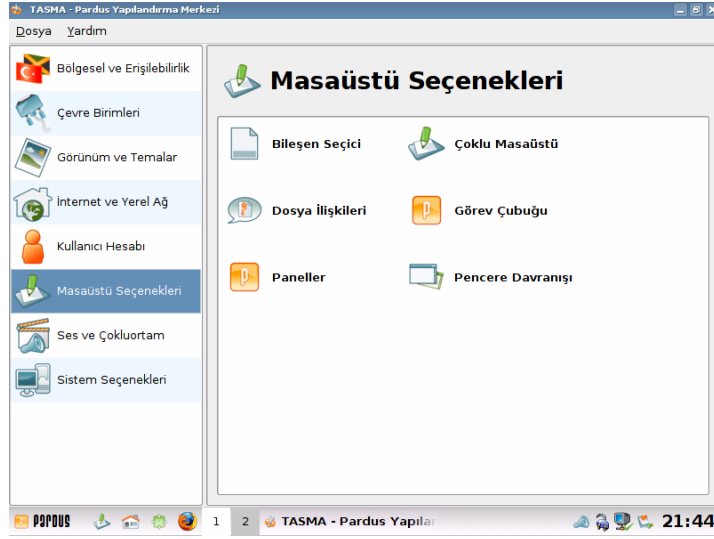 TASMA - Pardus Yapılandırma Merkezi
Dosya Yardım
Bölgesel ve Erişilebilirlik
Çevre Birimleri
Görünüm ve Temalar
İnternet ve Yerel Ağ
Kullanıcı Hesabı
Masaüstü Seçenekleri
Ses ve Çokluortam
Sistem Seçenekleri
Masaüstü Seçenekleri
Bileşen Seçici
Çoklu Masaüstü
Dosya İlişkileri
Görev Çubuğu
Paneller
Pencere Davranışı
PARDUS 1 2 TASMA - Pardus Yapılar 21:44